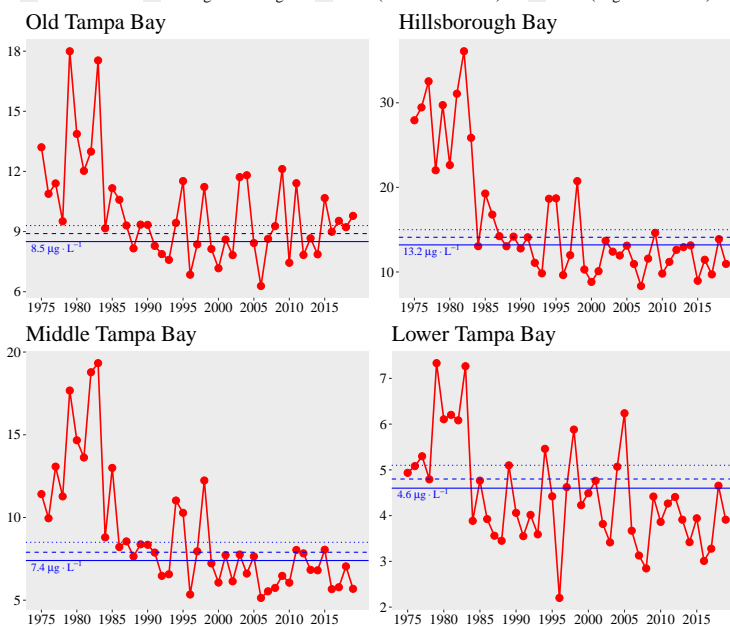 Old Tampa Bay
Hillsborough Bay
18
15
12
9
6
8.5 μg · L⁻¹
1975 1980 1985 1990 1995 2000 2005 2010 2015
30
20
10
13.2 μg · L⁻¹
1975 1980 1985 1990 1995 2000 2005 2010 2015
Middle Tampa Bay
Lower Tampa Bay
20
15
10
5
7.4 μg · L⁻¹
1975 1980 1985 1990 1995 2000 2005 2010 2015
7
6
5
4
3
2
4.6 μg · L⁻¹
1975 1980 1985 1990 1995 2000 2005 2010 2015